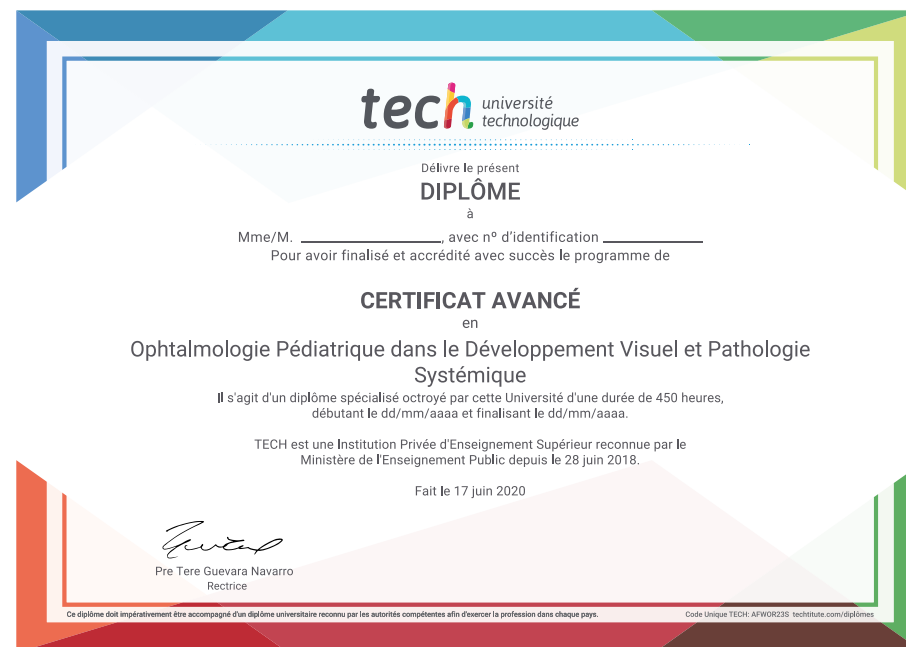 tech université
technologique
Délivre le présent
DIPLÔME
à
Mme/M. ____________________, avec nº d'identification ______________
Pour avoir finalisé et accrédité avec succès le programme de
CERTIFICAT AVANCÉ
en
Ophtalmologie Pédiatrique dans le Développement Visuel et Pathologie
Systémique
Il s'agit d'un diplôme spécialisé octroyé par cette Université d'une durée de 450 heures,
débutant le dd/mm/aaaa et finalisant le dd/mm/aaaa.
TECH est une Institution Privée d'Enseignement Supérieur reconnue par le
Ministère de l'Enseignement Public depuis le 28 juin 2018.
Fait le 17 juin 2020
Pre Tere Guevara Navarro
Rectrice
Ce diplôme doit impérativement être accompagné d'un diplôme universitaire reconnu par les autorités compétentes afin d'exercer la profession dans chaque pays.
Code Unique TECH: AFWOR23S techtitute.com/diplômes